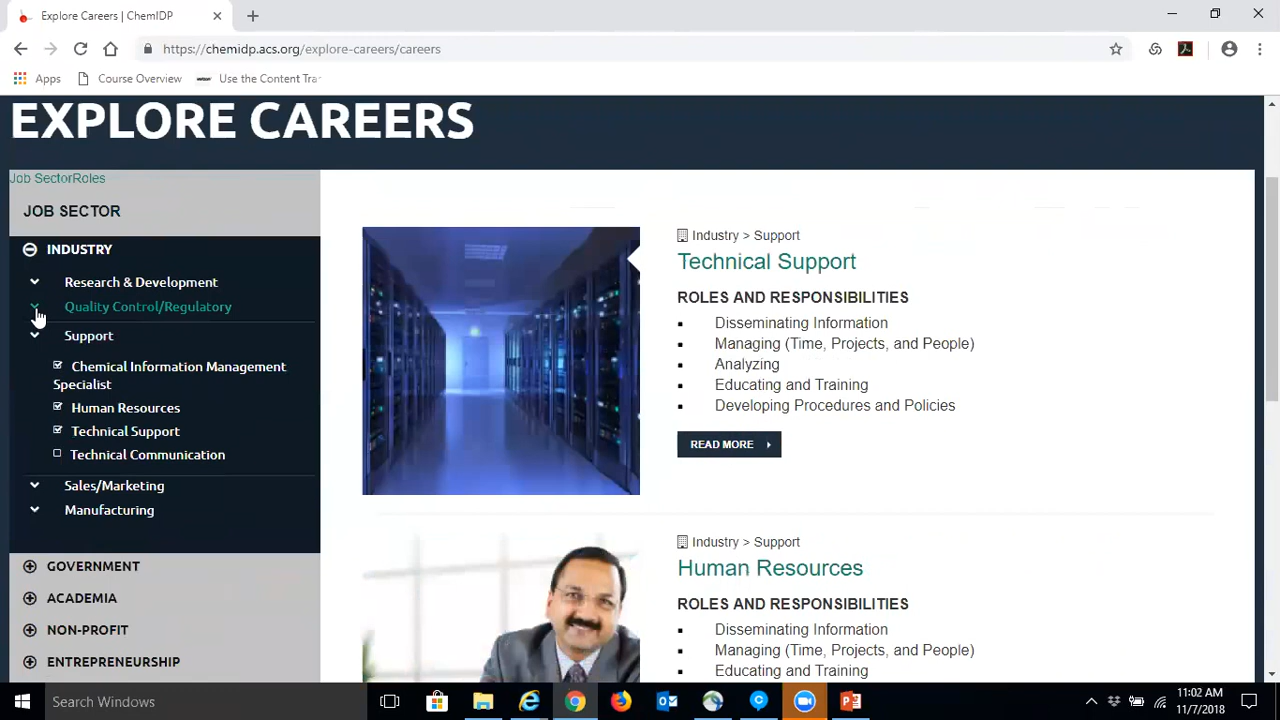 Explore Careers | ChemIDP
https://chemidp.acs.org/explore-careers/careers
Apps
Course Overview
Use the Content Trar
EXPLORE CAREERS
Job SectorRoles
JOB SECTOR
INDUSTRY
Research & Development
Quality Control/Regulatory
Support
Chemical Information Management
Specialist
Human Resources
Technical Support
Technical Communication
Sales/Marketing
Manufacturing
GOVERNMENT
ACADEMIA
NON-PROFIT
ENTREPRENEURSHIP
Industry > Support
Technical Support
ROLES AND RESPONSIBILITIES
Disseminating Information
Managing (Time, Projects, and People)
Analyzing
Educating and Training
Developing Procedures and Policies
READ MORE
Industry > Support
Human Resources
ROLES AND RESPONSIBILITIES
Disseminating Information
Managing (Time, Projects, and People)
Educating and Training
Search Windows
11:02 AM
11/7/2018